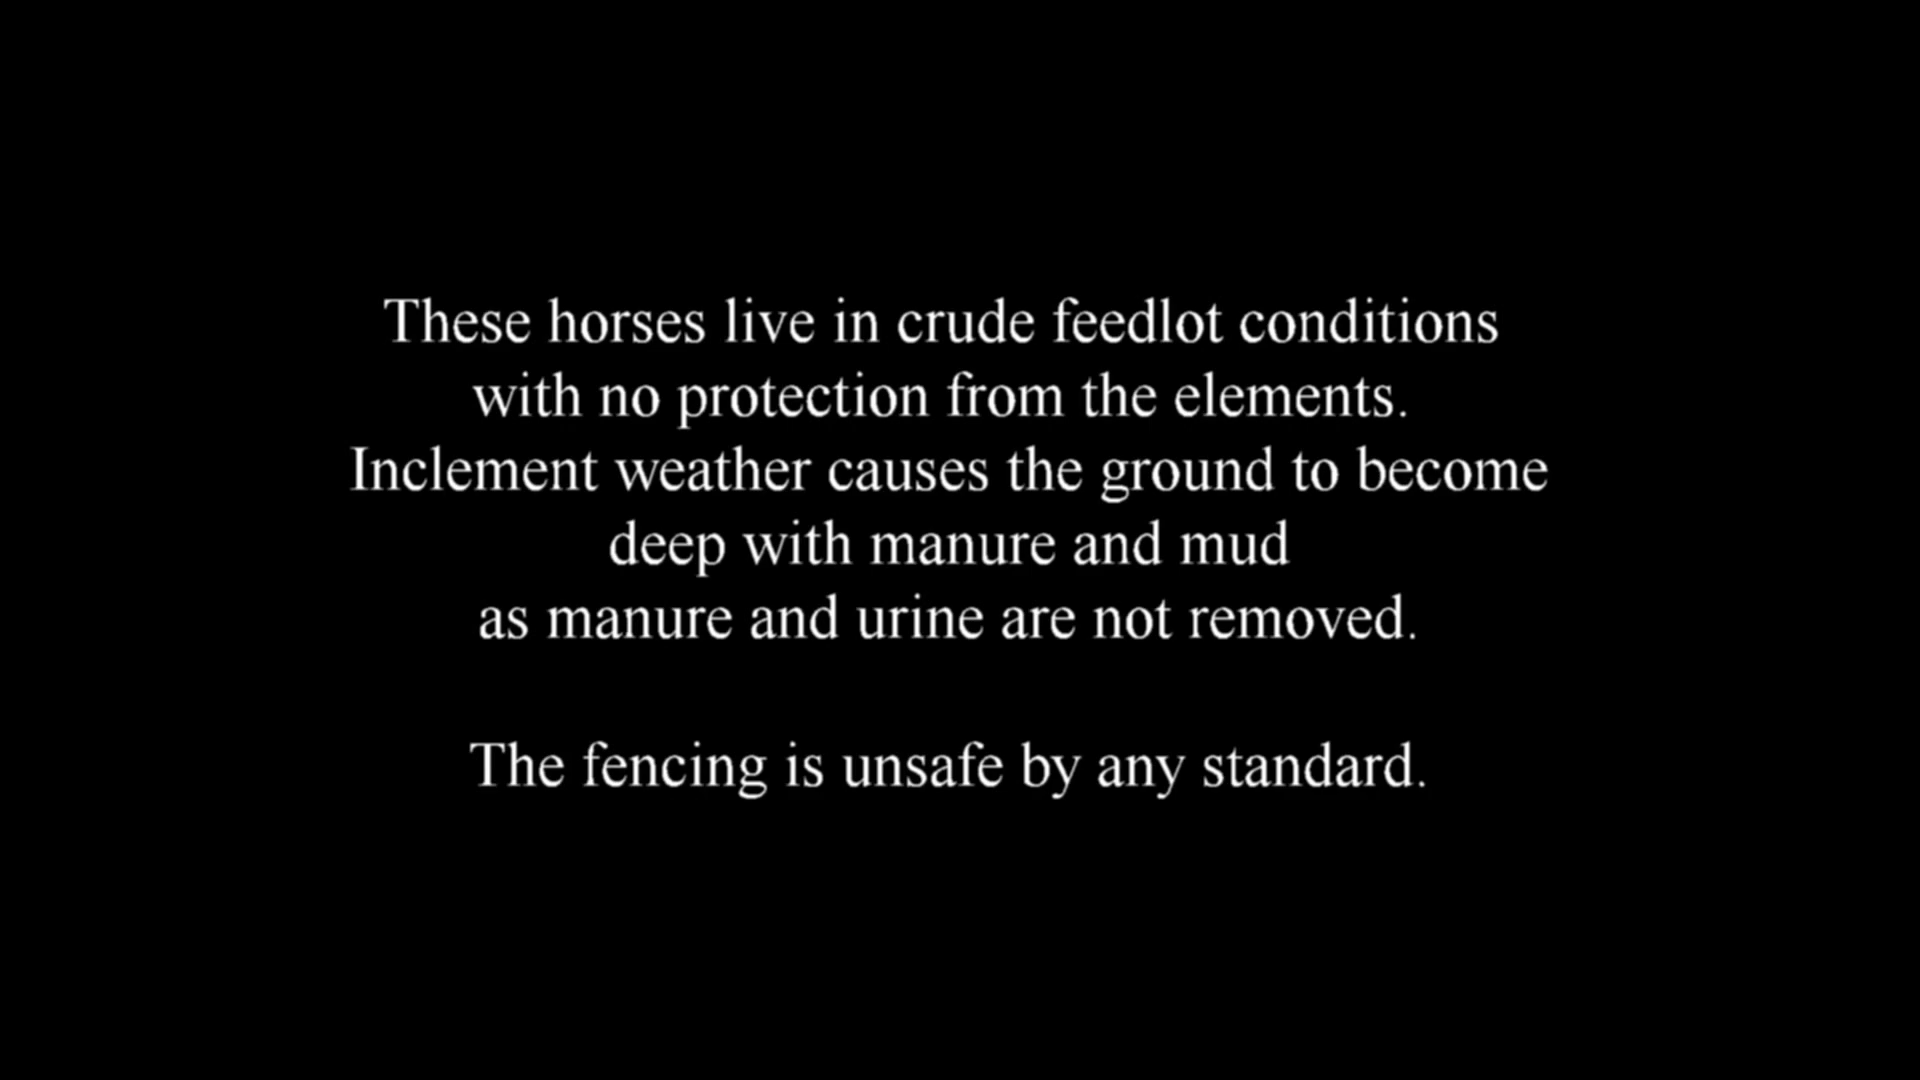 These horses live in crude feedlot conditions
with no protection from the elements.
Inclement weather causes the ground to become
deep with manure and mud
as manure and urine are not removed.
The fencing is unsafe by any standard.